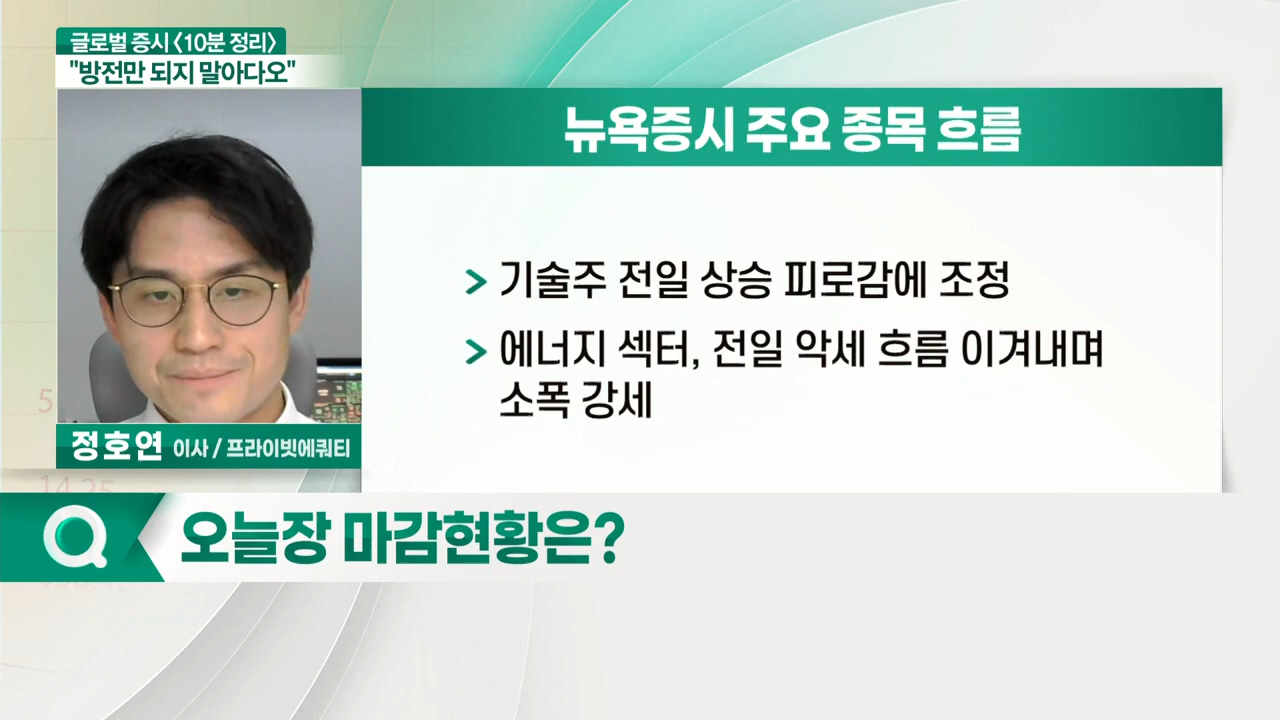 글로벌 증시 <10분 정리>
"방전만 되지 말아다오"
뉴욕증시 주요 종목 흐름
> 기술주 전일 상승 피로감에 조정
> 에너지 섹터, 전일 약세 흐름 이겨내며
소폭 강세
정호연 이사 / 프라이빗에쿼티
14.25
Q 오늘장 마감현황은?